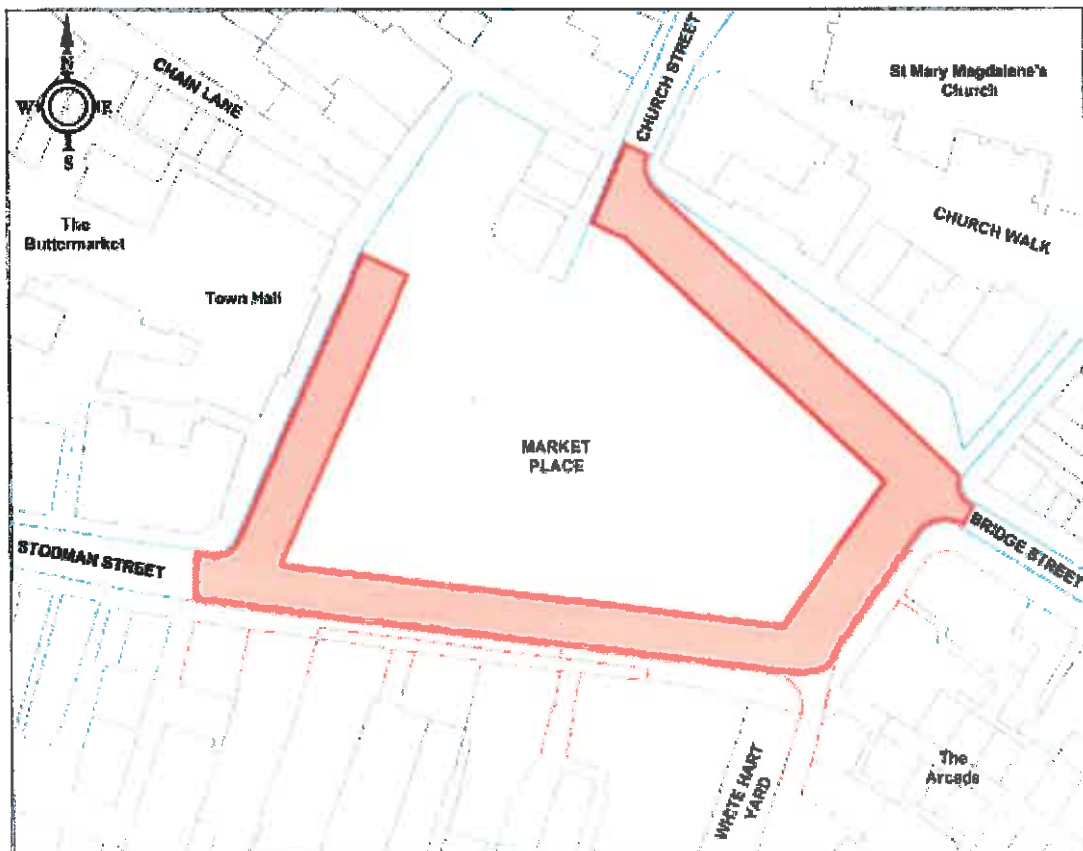 N
W E
S
CHAIN LANE
CHURCH STREET
St Mary Magdalene's
Church
CHURCH WALK
The
Buttermarket
Town Hall
MARKET
PLACE
STODMAN STREET
BRIDGE STREET
WHITE HART
YARD
The
Arcade